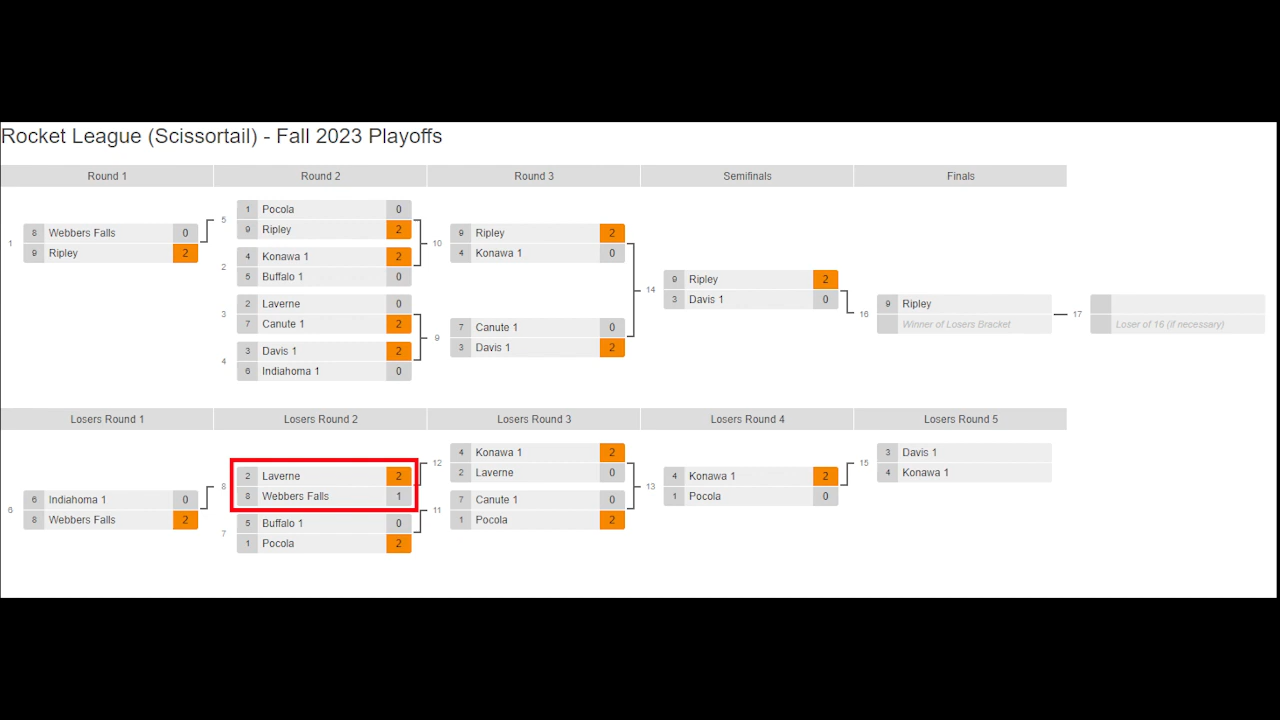 Rocket League (Scissortail) - Fall 2023 Playoffs
Round 1 Round 2 Round 3 Semifinals Finals
1
8 Webbers Falls 0
9 Ripley 2
5
1 Pocola 0
9 Ripley 2
2
4 Konawa 1 2
5 Buffalo 1 0
3
2 Laverne 0
7 Canute 1 2
4
3 Davis 1 2
6 Indiahoma 1 0
10
9 Ripley 2
4 Konawa 1 0
9
7 Canute 1 0
3 Davis 1 2
14
9 Ripley 2
3 Davis 1 0
16
9 Ripley
Winner of Losers Bracket
17
Loser of 16 (if necessary)
Losers Round 1 Losers Round 2 Losers Round 3 Losers Round 4 Losers Round 5
6
6 Indiahoma 1 0
8 Webbers Falls 2
8
2 Laverne 2
8 Webbers Falls 1
7
5 Buffalo 1 0
1 Pocola 2
12
4 Konawa 1 2
2 Laverne 0
11
7 Canute 1 0
1 Pocola 2
13
4 Konawa 1 2
1 Pocola 0
15
3 Davis 1
4 Konawa 1